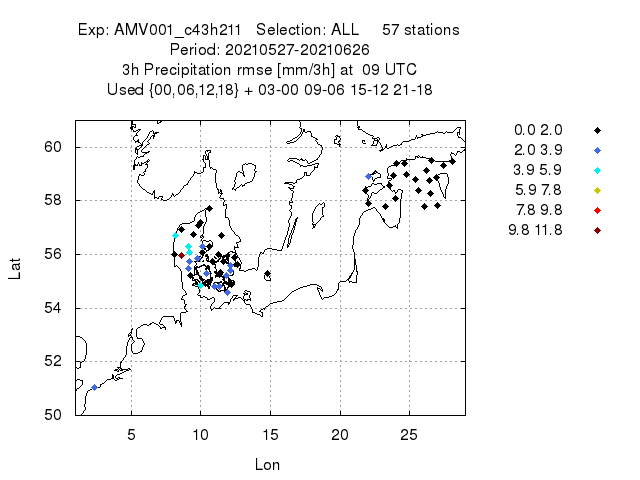 Exp: AMV001_c43h211 Selection: ALL 57 stations
Period: 20210527-20210626
3h Precipitation rmse [mm/3h] at 09 UTC
Used {00,06,12,18} + 03-00 09-06 15-12 21-18
60
58
56
54
52
50
Lat
5 10 15 20 25
Lon
0.0 2.0
2.0 3.9
3.9 5.9
5.9 7.8
7.8 9.8
9.8 11.8